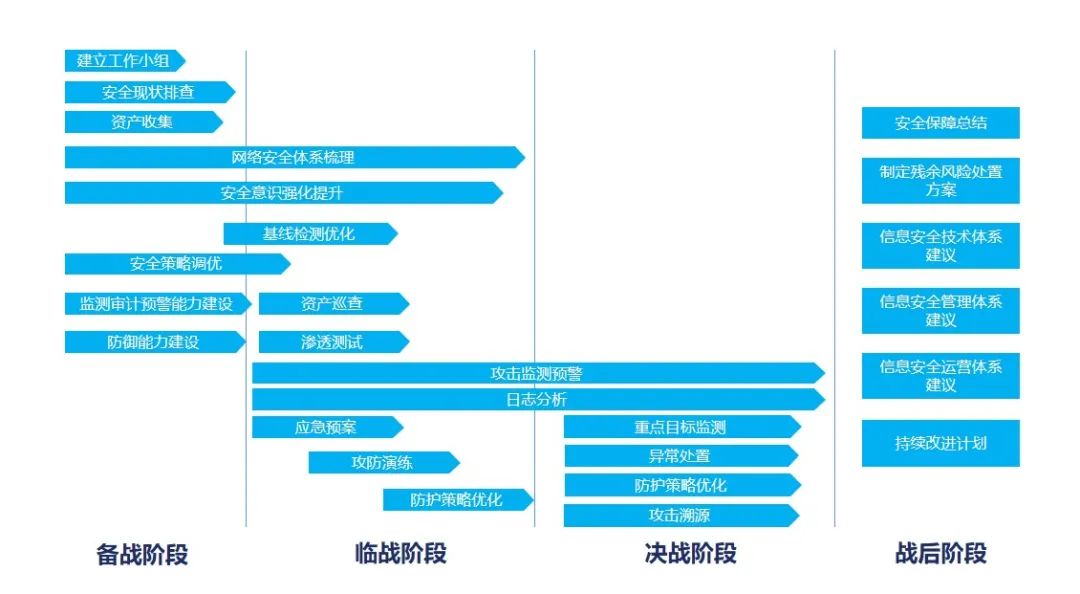 建立工作小组
安全现状排查
资产收集
网络安全体系梳理
安全意识强化提升
基线检测优化
安全策略调优
监测审计预警能力建设
资产巡查
防御能力建设
渗透测试
攻击监测预警
日志分析
应急预案
重点目标监测
攻防演练
异常处置
防护策略优化
防护策略优化
攻击溯源
安全保障总结
制定残余风险处置
方案
信息安全技术体系
建议
信息安全管理体系
建议
信息安全运营体系
建议
持续改进计划
备战阶段
临战阶段
决战阶段
战后阶段